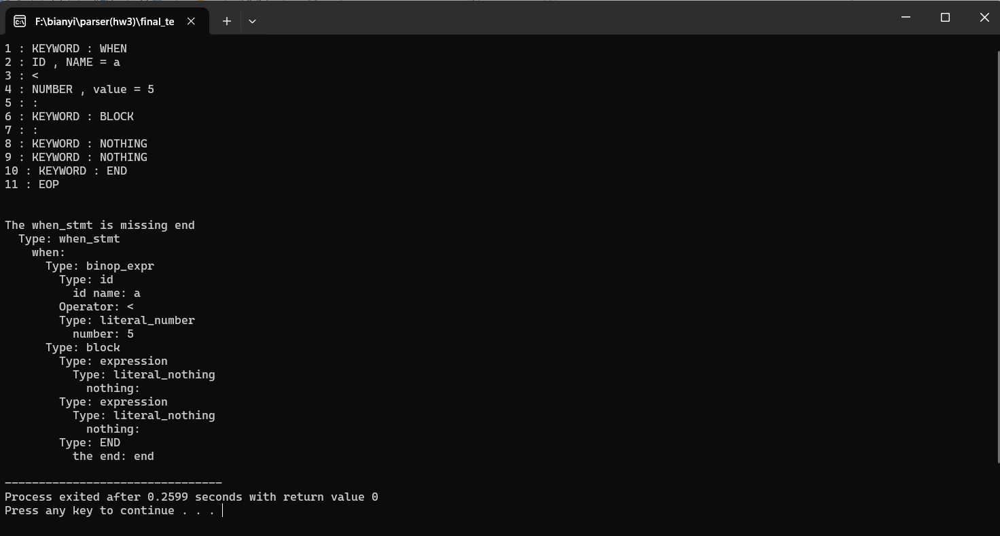 F:\bianyi\parser(hw3)\final_te
1 : KEYWORD : WHEN
2 : ID , NAME = a
3 : <
4 : NUMBER , value = 5
5 : :
6 : KEYWORD : BLOCK
7 : :
8 : KEYWORD : NOTHING
9 : KEYWORD : NOTHING
10 : KEYWORD : END
11 : EOP
The when_stmt is missing end
Type: when_stmt
when:
Type: binop_expr
Type: id
id name: a
Operator: <
Type: literal_number
number: 5
Type: block
Type: expression
Type: literal_nothing
nothing:
Type: expression
Type: literal_nothing
nothing:
Type: END
the end: end
--------------------------------
Process exited after 0.2599 seconds with return value 0
Press any key to continue . . .